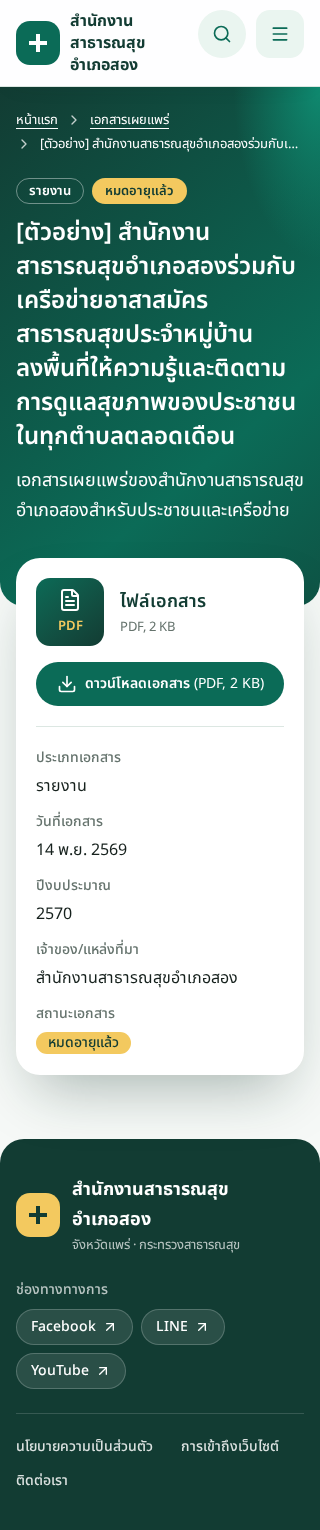 สำนักงาน
สาธารณสุข
อำเภอสอง
หน้าแรก
เอกสารเผยแพร่
[ตัวอย่าง] สำนักงานสาธารณสุขอำเภอสองร่วมกับเ...
รายงาน
หมดอายุแล้ว
[ตัวอย่าง] สำนักงาน
สาธารณสุขอำเภอสองร่วมกับ
เครือข่ายอาสาสมัคร
สาธารณสุขประจำหมู่บ้าน
ลงพื้นที่ให้ความรู้และติดตาม
การดูแลสุขภาพของประชาชน
ในทุกตำบลตลอดเดือน
เอกสารเผยแพร่ของสำนักงานสาธารณสุข
อำเภอสองสำหรับประชาชนและเครือข่าย
PDF
ไฟล์เอกสาร
PDF, 2 KB
ดาวน์โหลดเอกสาร (PDF, 2 KB)
ประเภทเอกสาร
รายงาน
วันที่เอกสาร
14 พ.ย. 2569
ปีงบประมาณ
2570
เจ้าของ/แหล่งที่มา
สำนักงานสาธารณสุขอำเภอสอง
สถานะเอกสาร
หมดอายุแล้ว
สำนักงานสาธารณสุข
อำเภอสอง
จังหวัดแพร่ · กระทรวงสาธารณสุข
ช่องทางทางการ
Facebook
LINE
YouTube
นโยบายความเป็นส่วนตัว
การเข้าถึงเว็บไซต์
ติดต่อเรา